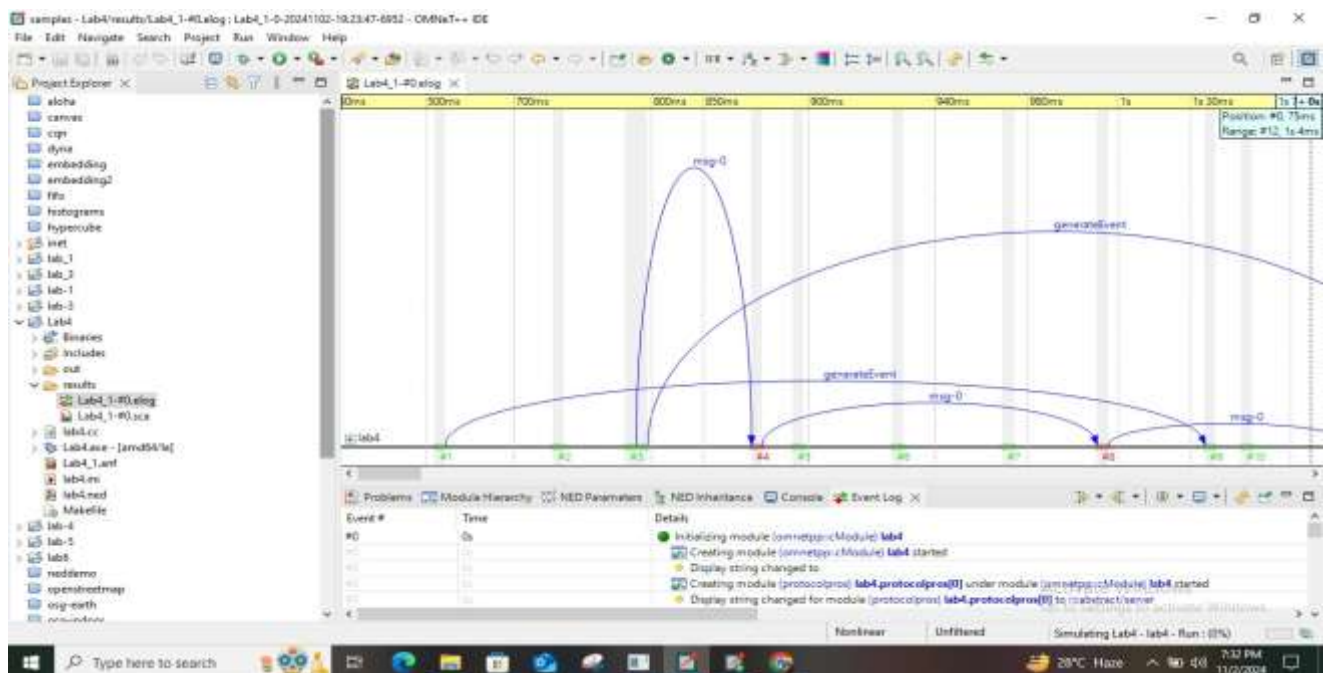 samples - Lab4/results/Lab4_1-#0.elog : Lab4_1-0-20241102-19:23:47-6952 - OMNeT++ IDE
File Edit Navigate Search Project Run Window Help
Project Explorer
Lab4_1-#0.elog
aloha
canvas
cqn
dyna
embedding
embedding2
fifo
histograms
hypercube
inet
lab_1
lab_3
lab-1
lab-3
Lab4
Binaries
Includes
out
results
Lab4_1-#0.elog
Lab4_1-#0.sca
lab4.cc
Lab4.exe - [amd64/le]
Lab4_1.anf
lab4.ini
lab4.ned
Makefile
lab-4
lab-5
lab6
neddemo
openstreetmap
osg-earth
500ms 700ms 800ms 850ms 900ms 940ms 980ms 1s 1s 30ms
Position: #0, 75ms
Range: #12, 1s 4ms
msg-0
generateEvent
generateEvent
msg-0
msg-0
lab4
#1 #2 #3 #4 #5 #6 #7 #8 #9 #10
Problems Module Hierarchy NED Parameters NED Inheritance Console Event Log
Event # Time Details
#0 0s Initializing module (omnetpp::cModule) lab4
Creating module (omnetpp::cModule) lab4 started
Display string changed to
Creating module (protocolpros) lab4.protocolpros[0] under module (omnetpp::cModule) lab4 started
Display string changed for module (protocolpros) lab4.protocolpros[0] to i=abstract/server
Nonlinear Unfiltered Simulating Lab4 - lab4 - Run : (0%)
Type here to search
28°C Haze
7:32 PM
11/2/2024